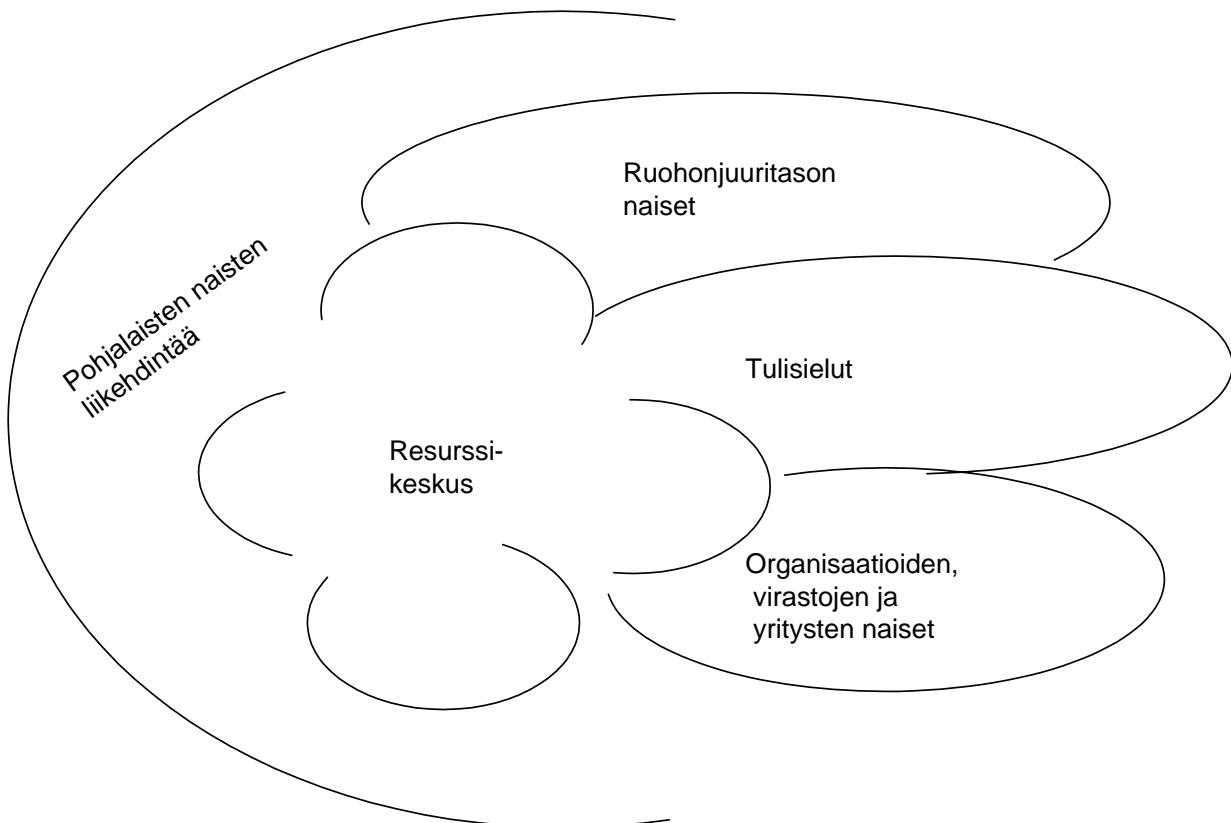 Ruohonjuuritason
naiset
Pohjalaisten naisten
liikehdintää
Tulisielut
Resurssi-
keskus
Organisaatioiden,
virastojen ja
yritysten naiset